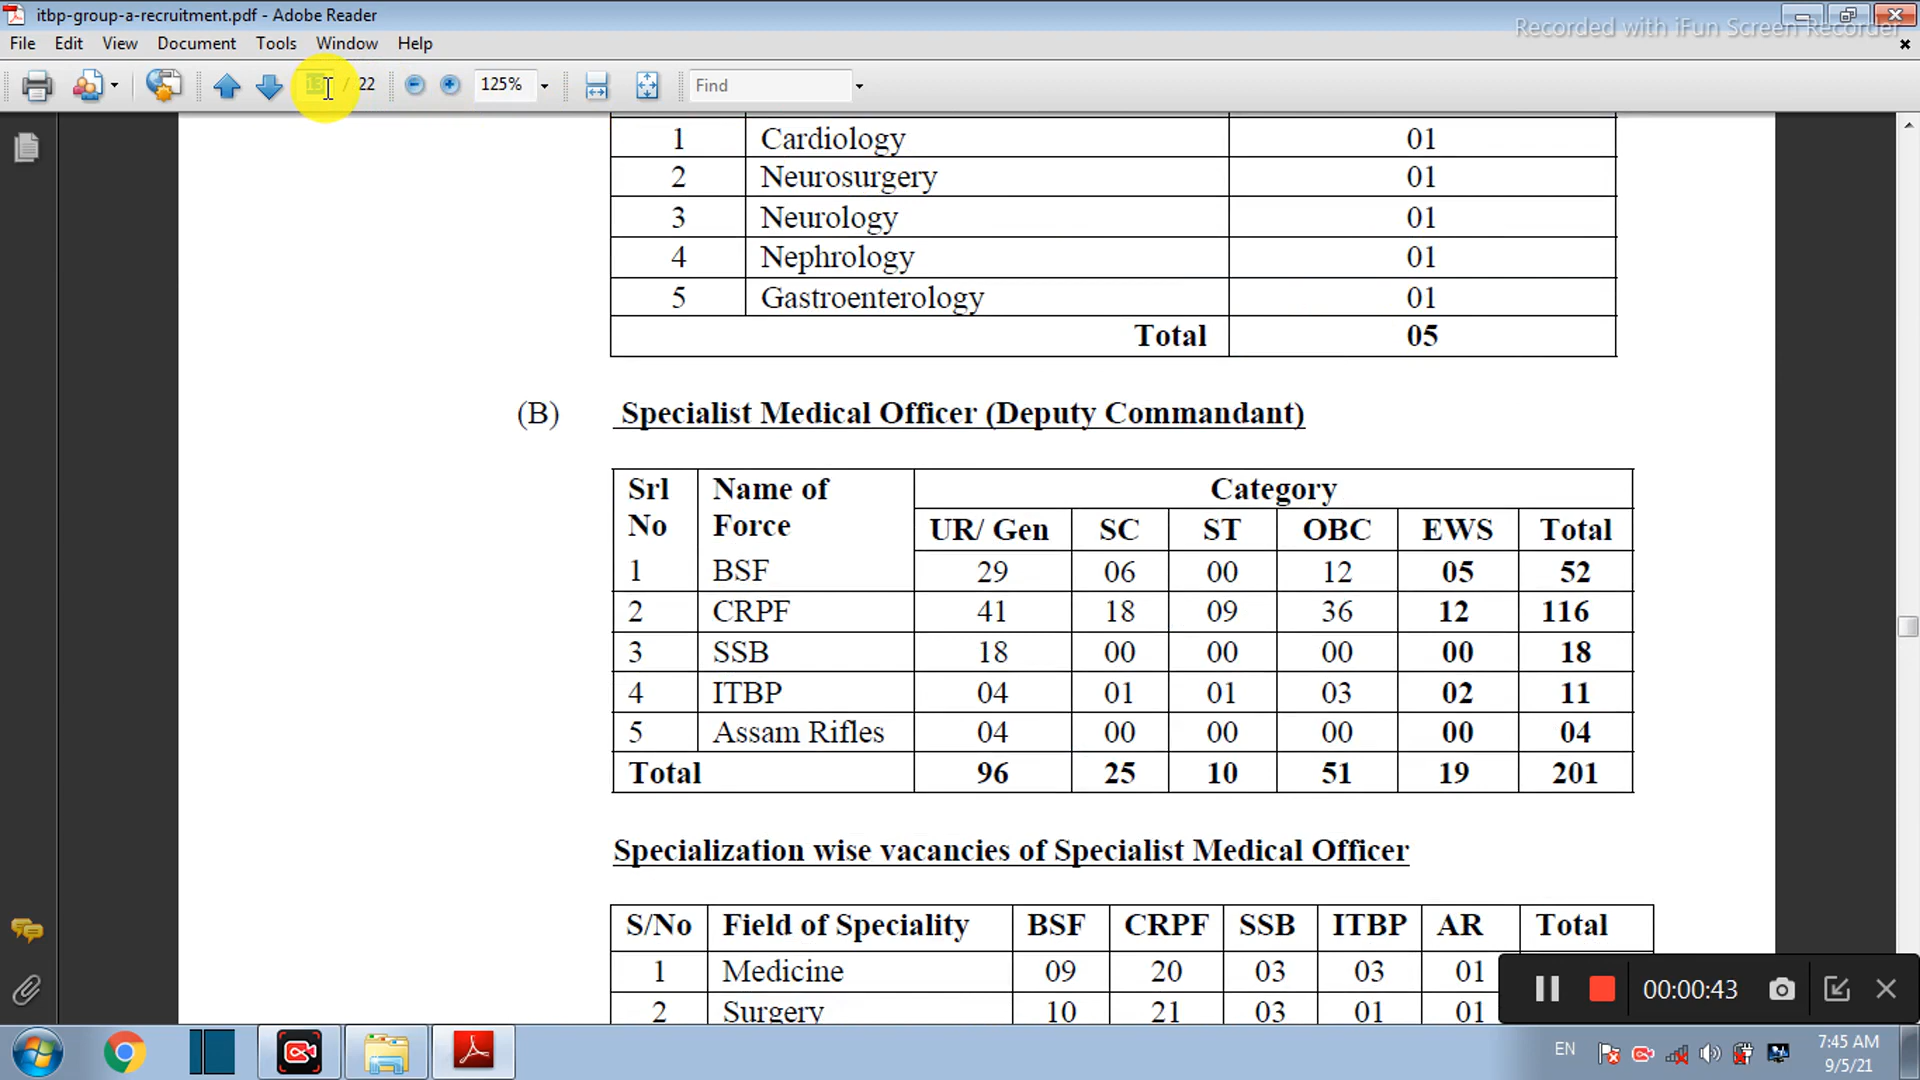 itbp-group-a-recruitment.pdf - Adobe Reader
Recorded with iFun Screen Recorder
File Edit View Document Tools Window Help
13 / 22 125% Find
1 Cardiology 01
2 Neurosurgery 01
3 Neurology 01
4 Nephrology 01
5 Gastroenterology 01
Total 05
(B) Specialist Medical Officer (Deputy Commandant)
Srl No Name of Force Category
UR/ Gen SC ST OBC EWS Total
1 BSF 29 06 00 12 05 52
2 CRPF 41 18 09 36 12 116
3 SSB 18 00 00 00 00 18
4 ITBP 04 01 01 03 02 11
5 Assam Rifles 04 00 00 00 00 04
Total 96 25 10 51 19 201
Specialization wise vacancies of Specialist Medical Officer
S/No Field of Speciality BSF CRPF SSB ITBP AR Total
1 Medicine 09 20 03 03 01
2 Surgery 10 21 03 01 01
00:00:43
EN 7:45 AM
9/5/21